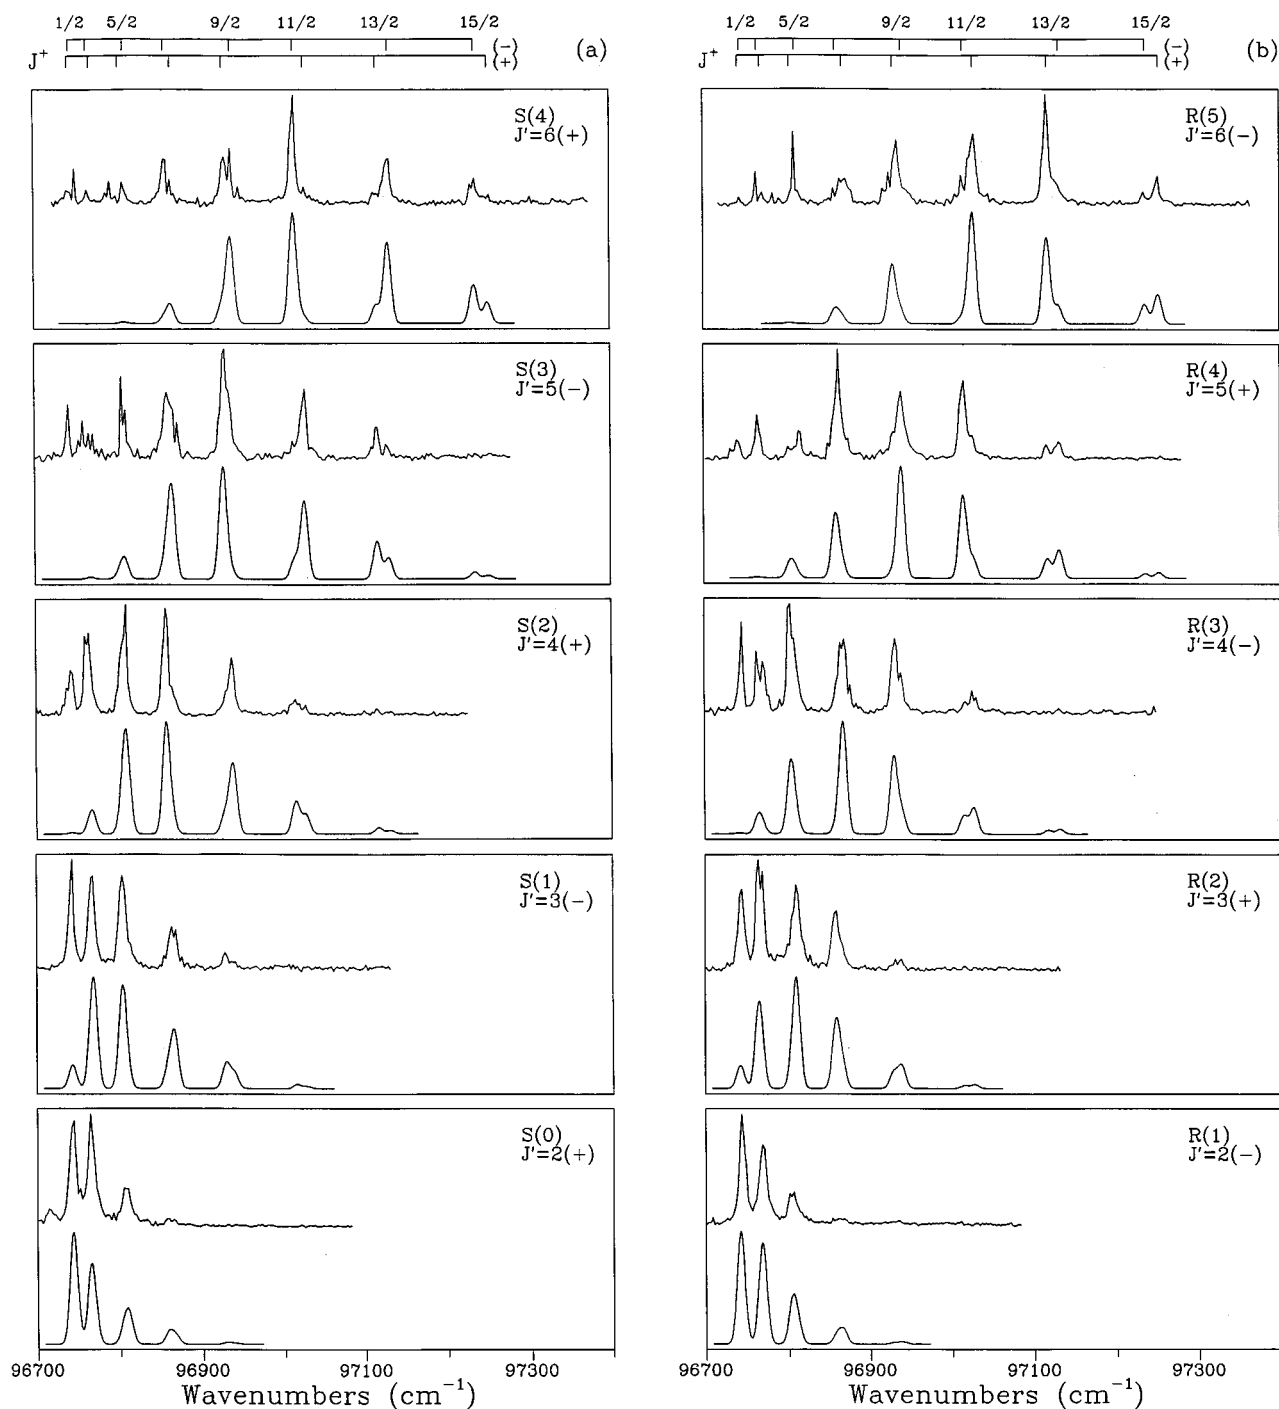 1/2 5/2 9/2 11/2 13/2 15/2
(−)
J⁺ (+)
(a)
S(4)
J'=6(+)
S(3)
J'=5(−)
S(2)
J'=4(+)
S(1)
J'=3(−)
S(0)
J'=2(+)
96700 96900 97100 97300
Wavenumbers (cm⁻¹)
1/2 5/2 9/2 11/2 13/2 15/2
(−)
J⁺ (+)
(b)
R(5)
J'=6(−)
R(4)
J'=5(+)
R(3)
J'=4(−)
R(2)
J'=3(+)
R(1)
J'=2(−)
96700 96900 97100 97300
Wavenumbers (cm⁻¹)